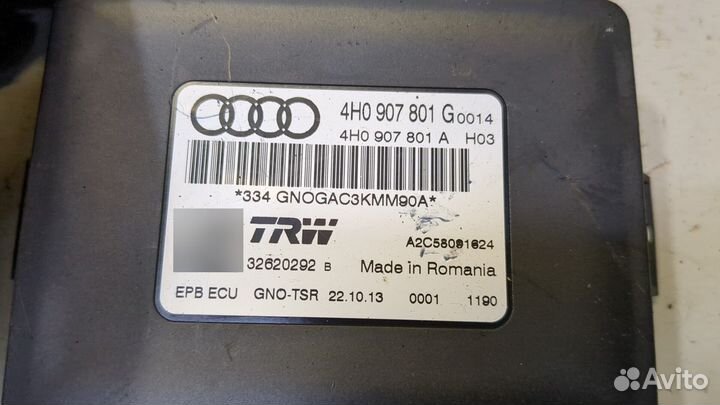 4H0 907 801 G 0014
4H0 907 801 A H03
*334 GNOGAC3KMM90A*
TRW
A2C58091624
32620292 B Made in Romania
EPB ECU GNO-TSR 22.10.13 0001 1190
Avito